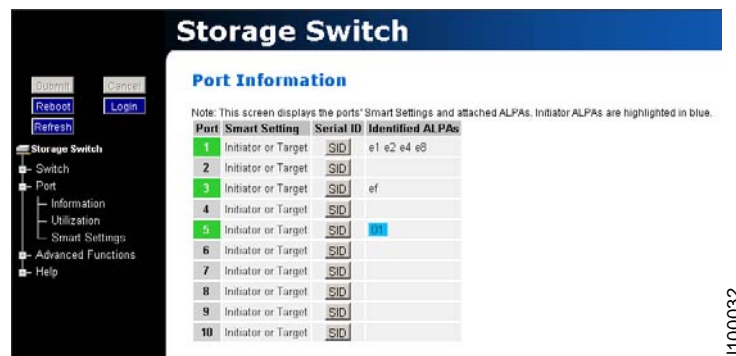 Storage Switch
Submit Cancel
Reboot Login
Refresh
Storage Switch
Switch
Port
Information
Utilization
Smart Settings
Advanced Functions
Help
Port Information
Note: This screen displays the ports' Smart Settings and attached ALPAs. Initiator ALPAs are highlighted in blue.
Port Smart Setting Serial ID Identified ALPAs
1 Initiator or Target SID e1 e2 e4 e8
2 Initiator or Target SID
3 Initiator or Target SID ef
4 Initiator or Target SID
5 Initiator or Target SID 01
6 Initiator or Target SID
7 Initiator or Target SID
8 Initiator or Target SID
9 Initiator or Target SID
10 Initiator or Target SID